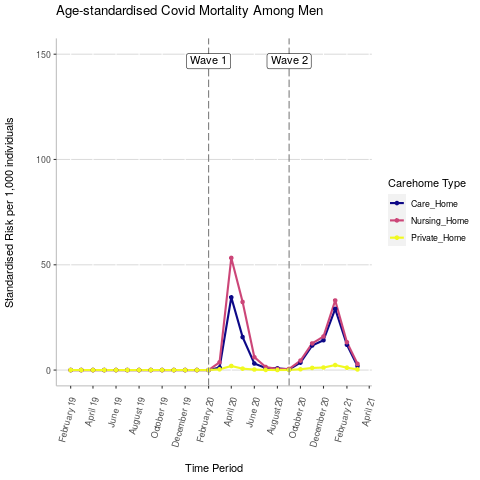 Age-standardised Covid Mortality Among Men
Standardised Risk per 1,000 individuals
150
100
50
0
Wave 1
Wave 2
February 19
April 19
June 19
August 19
October 19
December 19
February 20
April 20
June 20
August 20
October 20
December 20
February 21
April 21
Time Period
Carehome Type
Care_Home
Nursing_Home
Private_Home